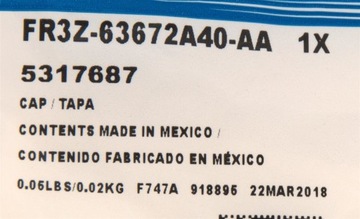 FR3Z-63672A40-AA 1X
5317687
CAP / TAPA
CONTENTS MADE IN MEXICO /
CONTENIDO FABRICADO EN MÉXICO
0.06LBS/0.02KG F747A 918895 22MAR2018